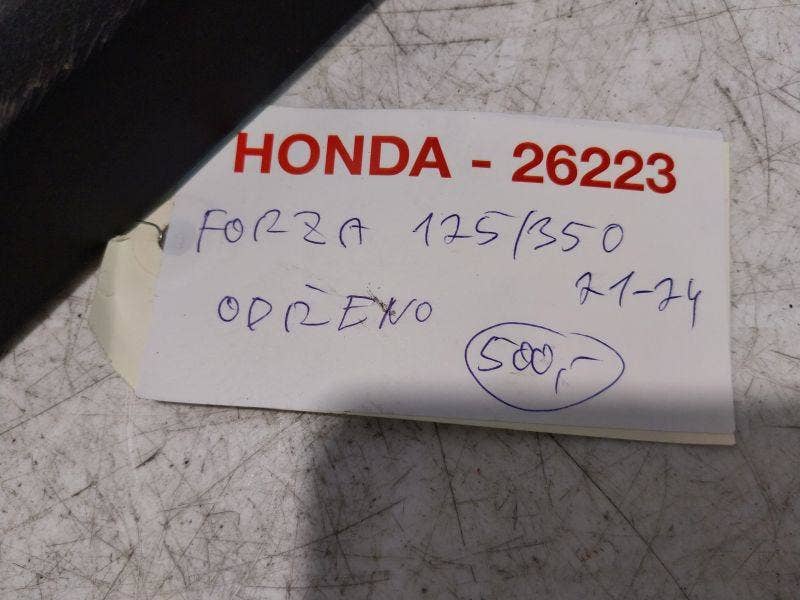 HONDA - 26223
FORZA 125/350
21-24
ODŘENO
500,-